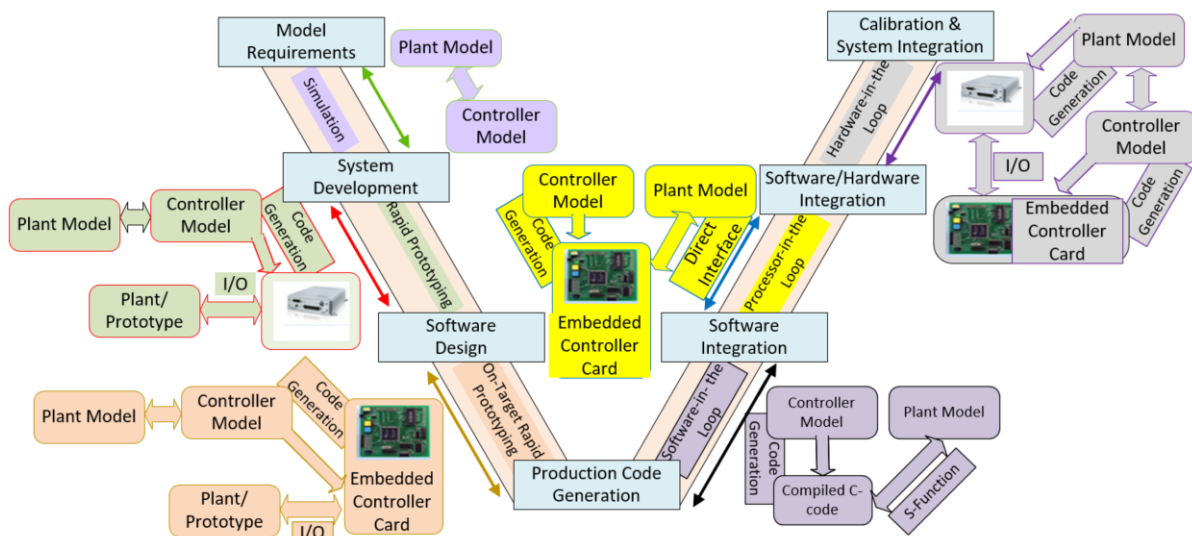 Model
Requirements
Simulation
Plant Model
Controller
Model
System
Development
Plant Model
Controller
Model
Code
Generation
Rapid Prototyping
I/O
Plant/
Prototype
Software
Design
Plant Model
Controller
Model
Code
Generation
On-Target Rapid
Prototyping
Plant/
Prototype
I/O
Embedded
Controller
Card
Production Code
Generation
Controller
Model
Plant Model
Code
Generation
Direct
Interface
Embedded
Controller
Card
Software-in- the
Loop
Controller
Model
Plant Model
Code
Generation
Compiled C-
code
S-Function
Software
Integration
Processor-in-the
Loop
Software/Hardware
Integration
Hardware-in-the
Loop
Calibration &
System Integration
Plant Model
Code
Generation
Controller
Model
I/O
Code
Generation
Embedded
Controller
Card